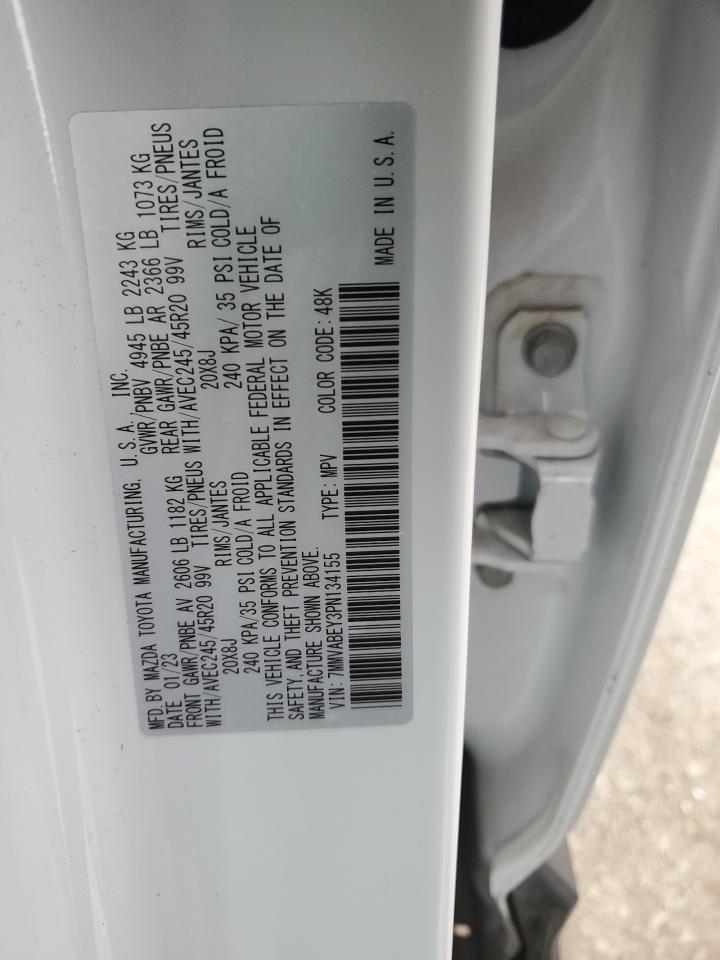 MFD. BY MAZDA TOYOTA MANUFACTURING, U.S.A. INC.
DATE 01/23 GVWR/PNBV 4945 LB 2243 KG
FRONT GAWR/PNBE AV 2606 LB 1182 KG REAR GAWR/PNBE AR 2366 LB 1073 KG
WITH/AVEC245/45R20 99V TIRES/PNEUS WITH/AVEC245/45R20 99V TIRES/PNEUS
20X8J RIMS/JANTES 20X8J RIMS/JANTES
240 KPA/35 PSI COLD/A FROID 240 KPA/ 35 PSI COLD/A FROID
THIS VEHICLE CONFORMS TO ALL APPLICABLE FEDERAL MOTOR VEHICLE
SAFETY, AND THEFT PREVENTION STANDARDS IN EFFECT ON THE DATE OF
MANUFACTURE SHOWN ABOVE.
VIN: 7MMVABEY3PN134155 TYPE: MPV COLOR CODE: 48K
MADE IN U.S.A.